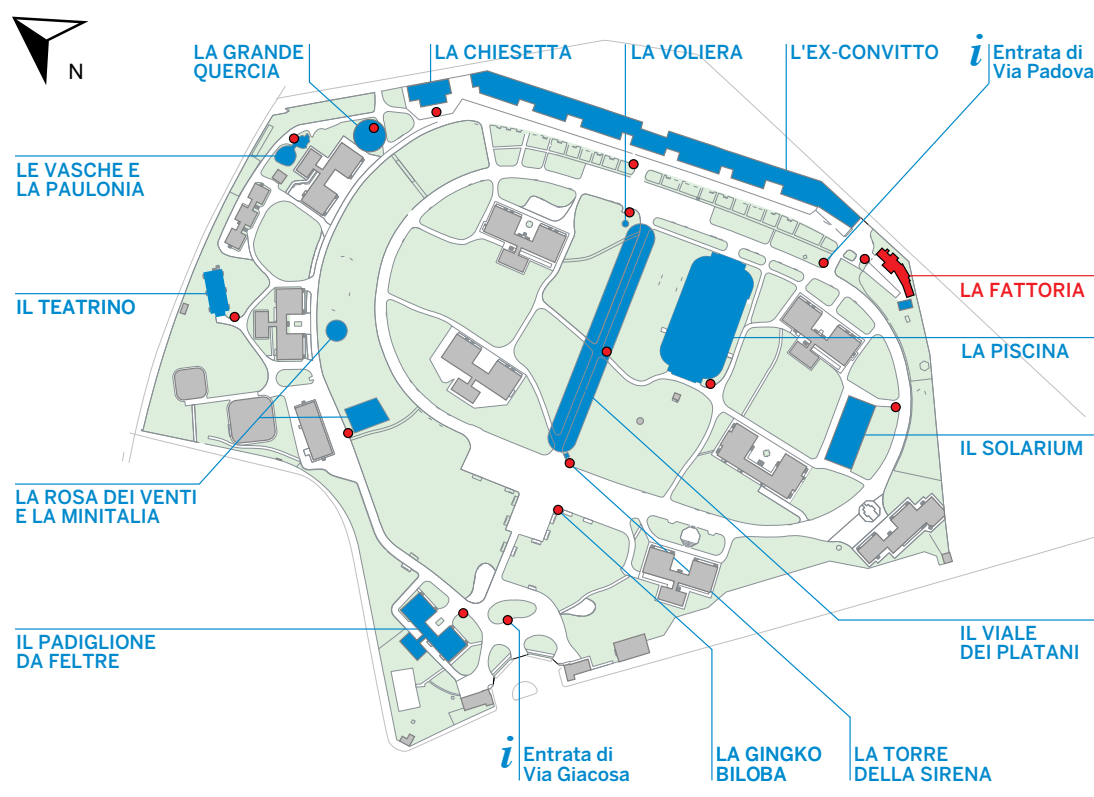 N
LA GRANDE
QUERCIA
LA CHIESETTA
LA VOLIERA
L'EX-CONVITTO
i Entrata di
Via Padova
LE VASCHE E
LA PAULONIA
IL TEATRINO
LA FATTORIA
LA PISCINA
IL SOLARIUM
LA ROSA DEI VENTI
E LA MINITALIA
IL PADIGLIONE
DA FELTRE
IL VIALE
DEI PLATANI
i Entrata di
Via Giacosa
LA GINGKO
BILOBA
LA TORRE
DELLA SIRENA